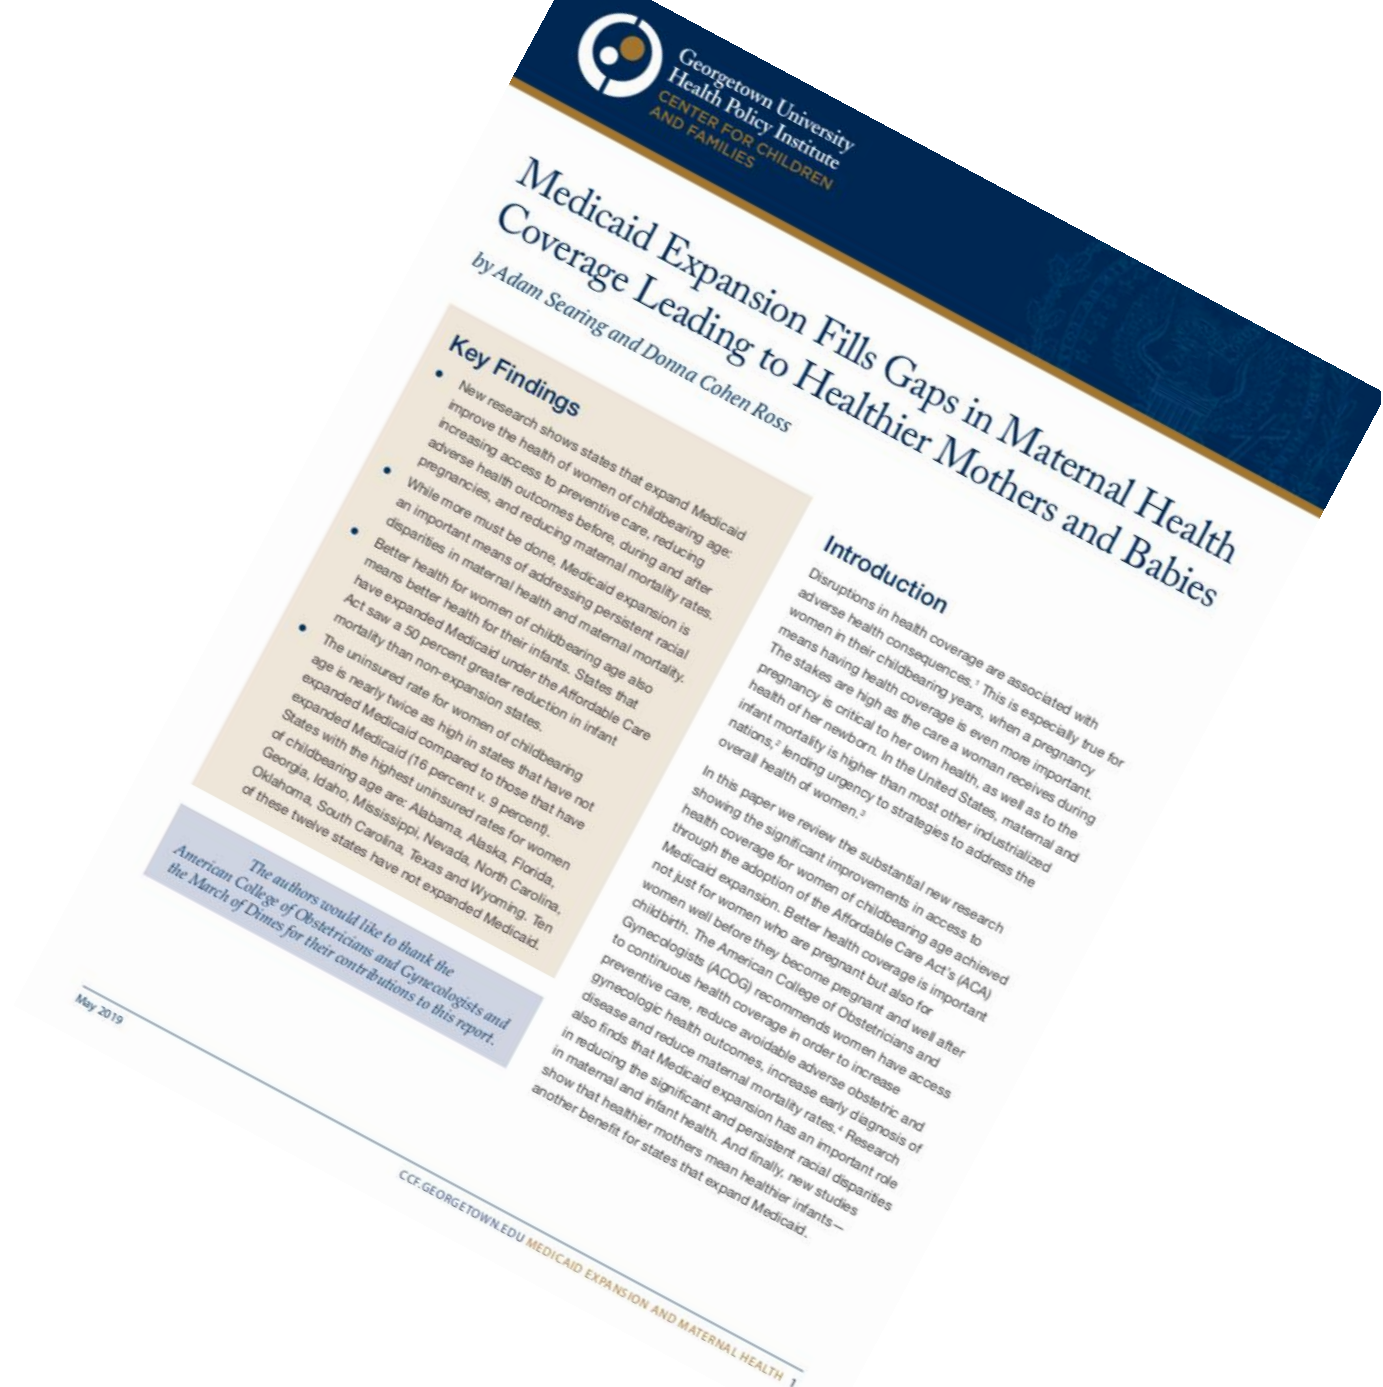 Georgetown University
Health Policy Institute
CENTER FOR CHILDREN
AND FAMILIES
Medicaid Expansion Fills Gaps in Maternal Health
Coverage Leading to Healthier Mothers and Babies
by Adam Searing and Donna Cohen Ross
Key Findings
• New research shows states that expand Medicaid
improve the health of women of childbearing age:
increasing access to preventive care, reducing
adverse health outcomes before, during and after
pregnancies, and reducing maternal mortality rates.
• While more must be done, Medicaid expansion is
an important means of addressing persistent racial
disparities in maternal health and maternal mortality.
• Better health for women of childbearing age also
means better health for their infants. States that
have expanded Medicaid under the Affordable Care
Act saw a 50 percent greater reduction in infant
mortality than non-expansion states.
• The uninsured rate for women of childbearing
age is nearly twice as high in states that have not
expanded Medicaid compared to those that have
expanded Medicaid (16 percent v. 9 percent).
States with the highest uninsured rates for women
of childbearing age are: Alabama, Alaska, Florida,
Georgia, Idaho, Mississippi, Nevada, North Carolina,
Oklahoma, South Carolina, Texas and Wyoming. Ten
of these twelve states have not expanded Medicaid.
The authors would like to thank the
American College of Obstetricians and Gynecologists and
the March of Dimes for their contributions to this report.
Introduction
Disruptions in health coverage are associated with
adverse health consequences.¹ This is especially true for
women in their childbearing years, when a pregnancy
means having health coverage is even more important.
The stakes are high as the care a woman receives during
pregnancy is critical to her own health, as well as to the
health of her newborn. In the United States, maternal and
infant mortality is higher than most other industrialized
nations,² lending urgency to strategies to address the
overall health of women.³
In this paper we review the substantial new research
showing the significant improvements in access to
health coverage for women of childbearing age achieved
through the adoption of the Affordable Care Act's (ACA)
Medicaid expansion. Better health coverage is important
not just for women who are pregnant but also for
women well before they become pregnant and well after
childbirth. The American College of Obstetricians and
Gynecologists (ACOG) recommends women have access
to continuous health coverage in order to increase
preventive care, reduce avoidable adverse obstetric and
gynecologic health outcomes, increase early diagnosis of
disease and reduce maternal mortality rates.⁴ Research
also finds that Medicaid expansion has an important role
in reducing the significant and persistent racial disparities
in maternal and infant health. And finally, new studies
show that healthier mothers mean healthier infants—
another benefit for states that expand Medicaid.
May 2019
CCF.GEORGETOWN.EDU MEDICAID EXPANSION AND MATERNAL HEALTH 1